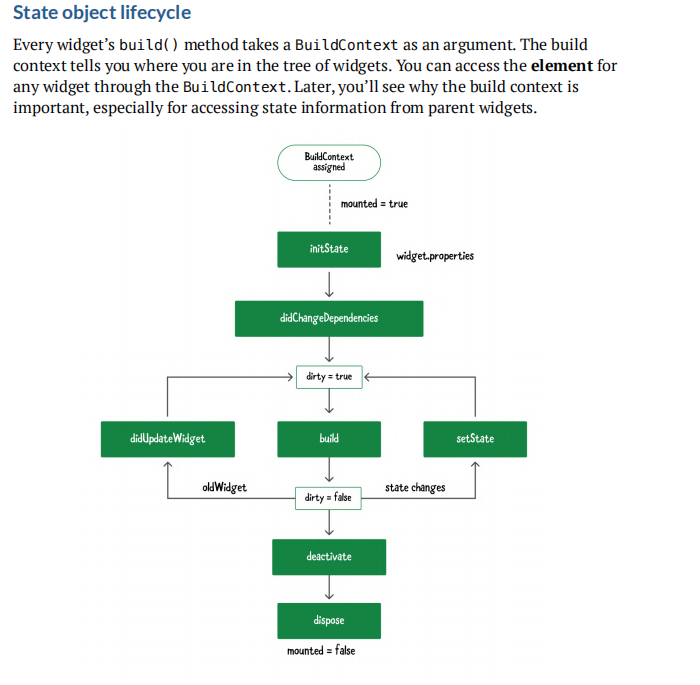 State object lifecycle
Every widget’s build() method takes a BuildContext as an argument. The build
context tells you where you are in the tree of widgets. You can access the element for
any widget through the BuildContext. Later, you’ll see why the build context is
important, especially for accessing state information from parent widgets.
BuildContext
assigned
mounted = true
initState
widget.properties
didChangeDependencies
dirty = true
didUpdateWidget
build
setState
oldWidget
state changes
dirty = false
deactivate
dispose
mounted = false